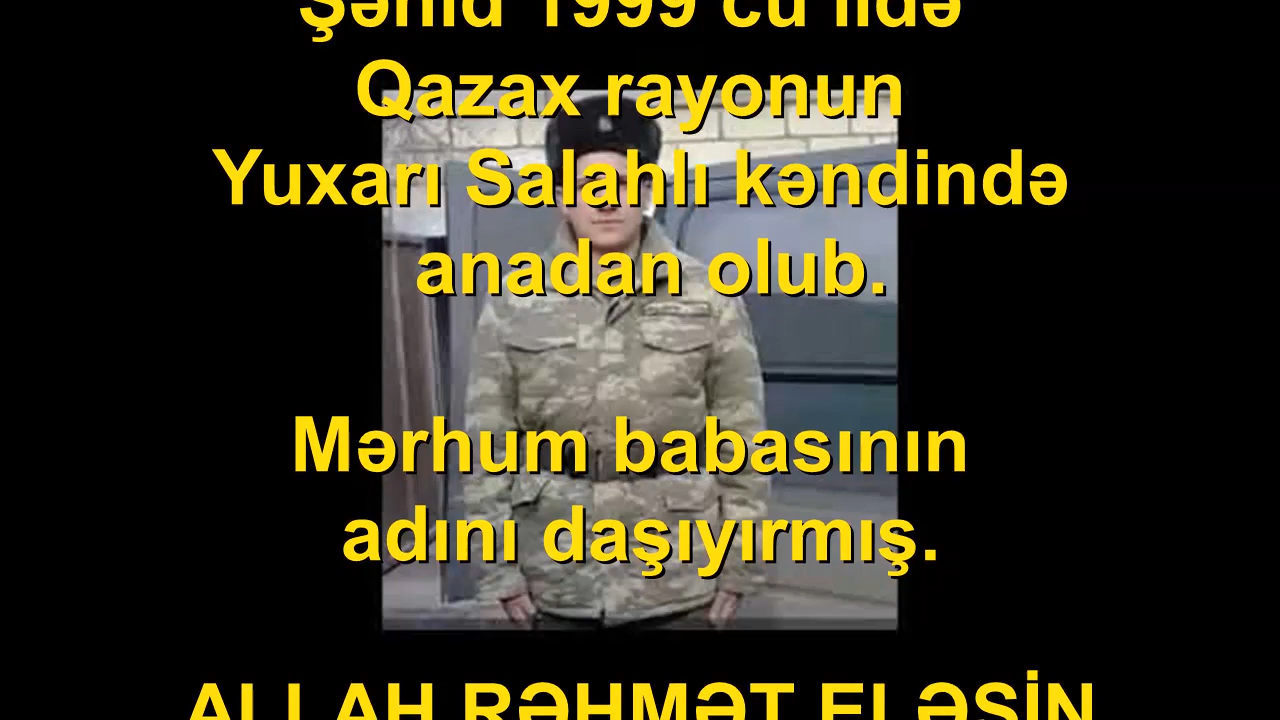 Şəhid 1999 cu ildə
Qazax rayonun
Yuxarı Salahlı kəndində
anadan olub.
Mərhum babasının
adını daşıyırmış.
ALLAH RƏHMƏT ELƏSİN